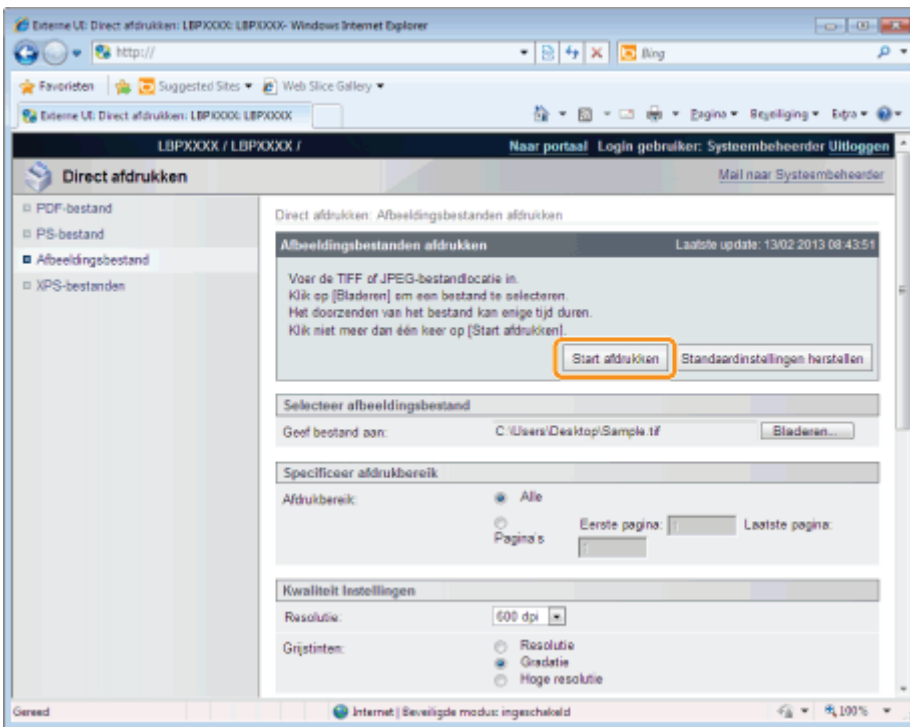 Externe UI: Direct afdrukken: LBPXXXX: LBPXXXX- Windows Internet Explorer
http://
Bing
Favorieten Suggested Sites Web Slice Gallery
Externe UI: Direct afdrukken: LBPXXXX: LBPXXXX
Pagina Beveiliging Extra
LBPXXXX / LBPXXXX / Naar portaal Login gebruiker: Systeembeheerder Uitloggen
Direct afdrukken Mail naar Systeembeheerder
PDF-bestand
PS-bestand
Afbeeldingsbestand
XPS-bestanden
Direct afdrukken: Afbeeldingsbestanden afdrukken
Afbeeldingsbestanden afdrukken Laatste update: 13/02 2013 08:43:51
Voer de TIFF of JPEG-bestandlocatie in.
Klik op [Bladeren] om een bestand te selecteren.
Het doorzenden van het bestand kan enige tijd duren.
Klik niet meer dan één keer op [Start afdrukken].
Start afdrukken Standaardinstellingen herstellen
Selecteer afbeeldingsbestand
Geef bestand aan: C:\Users\Desktop\Sample.tif Bladeren...
Specificeer afdrukbereik
Afdrukbereik: Alle
Pagina's Eerste pagina: 1 Laatste pagina:
1
Kwaliteit Instellingen
Resolutie: 600 dpi
Grijstinten: Resolutie
Gradatie
Hoge resolutie
Gereed Internet | Beveiligde modus: ingeschakeld 100%